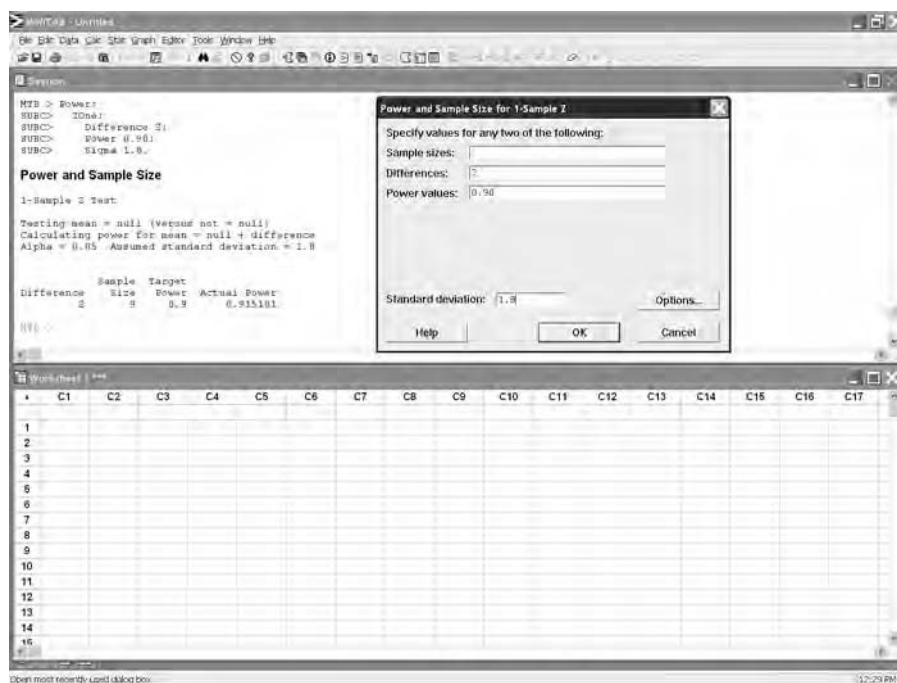 MINITAB - Untitled
File Edit Data Calc Stat Graph Editor Tools Window Help
Session
MTB > Power;
SUBC> ZOne;
SUBC> Difference 2;
SUBC> Power 0.90;
SUBC> Sigma 1.8.
Power and Sample Size
1-Sample Z Test
Testing mean = null (versus not = null)
Calculating power for mean = null + difference
Alpha = 0.05 Assumed standard deviation = 1.8
Sample Target
Difference Size Power Actual Power
2 9 0.9 0.915181
MTB >
Power and Sample Size for 1-Sample Z
Specify values for any two of the following:
Sample sizes:
Differences: 2
Power values: 0.90
Standard deviation: 1.8
Options...
Help OK Cancel
Worksheet 1 ***
C1 C2 C3 C4 C5 C6 C7 C8 C9 C10 C11 C12 C13 C14 C15 C16 C17
1
2
3
4
5
6
7
8
9
10
11
12
13
14
15
Open most recently used dialog box
12:29 PM